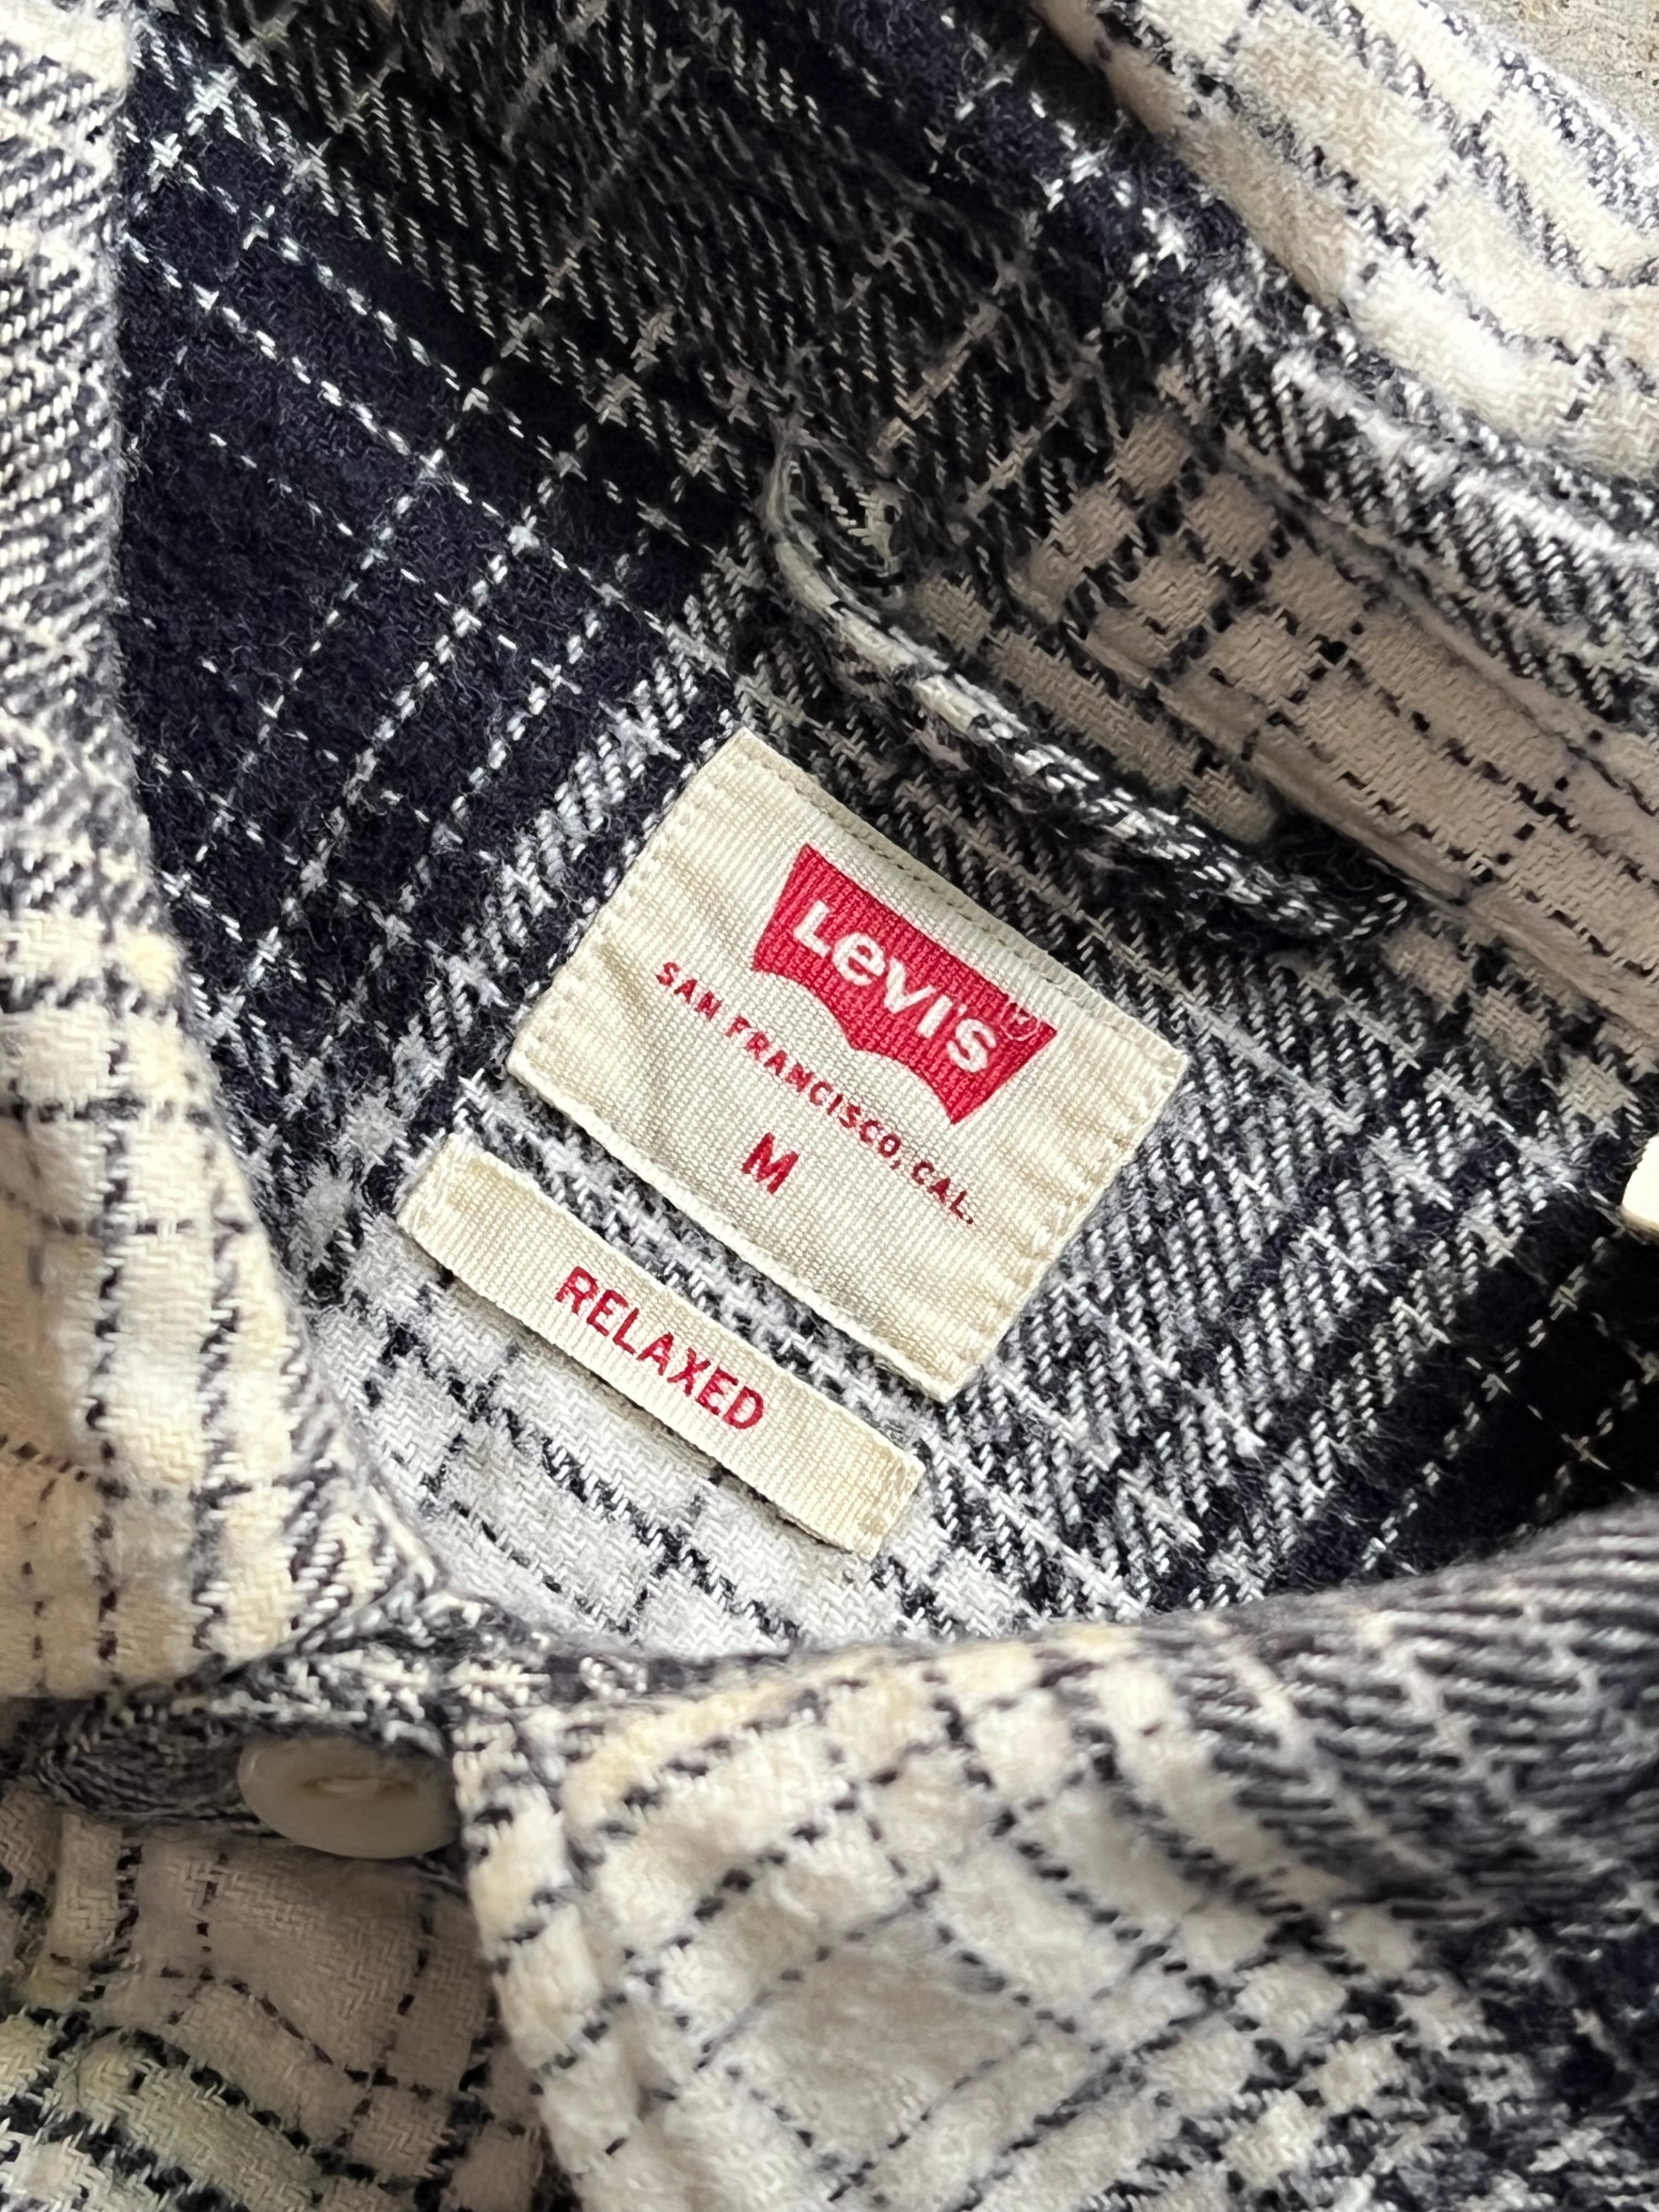 Levi's®
SAN FRANCISCO, CAL.
M
RELAXED